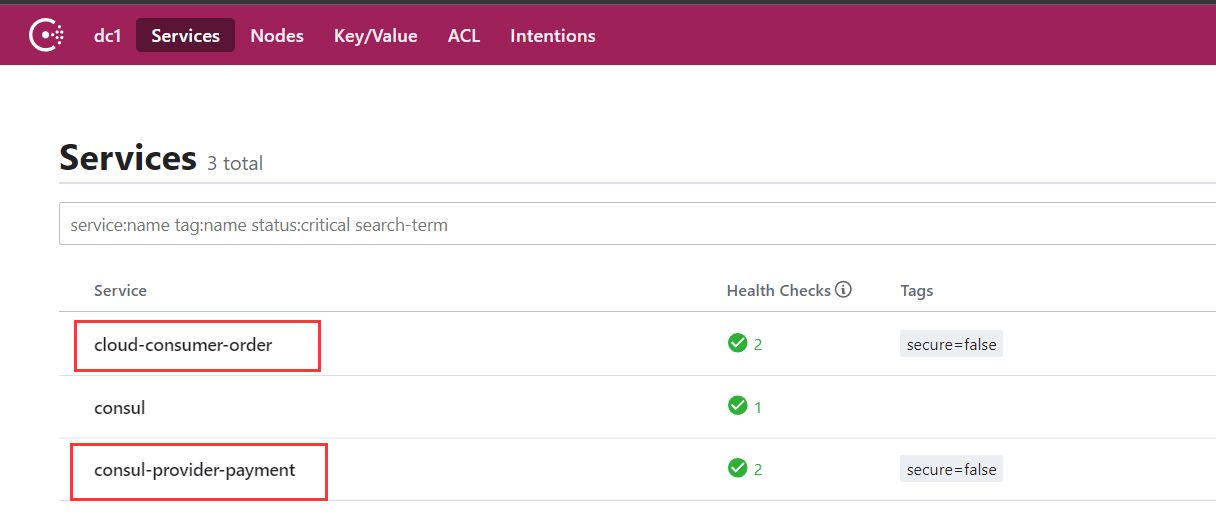 dc1 Services Nodes Key/Value ACL Intentions
Services 3 total
service:name tag:name status:critical search-term
Service Health Checks Tags
cloud-consumer-order 2 secure=false
consul 1
consul-provider-payment 2 secure=false